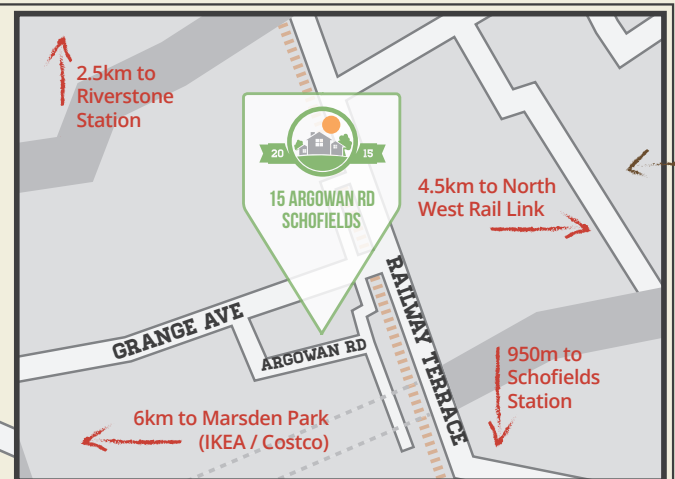 2.5km to
Riverstone
Station
20 15
15 ARGOWAN RD
SCHOFIELDS
4.5km to North
West Rail Link
RAILWAY TERRACE
GRANGE AVE
ARGOWAN RD
950m to
Schofields
Station
6km to Marsden Park
(IKEA / Costco)